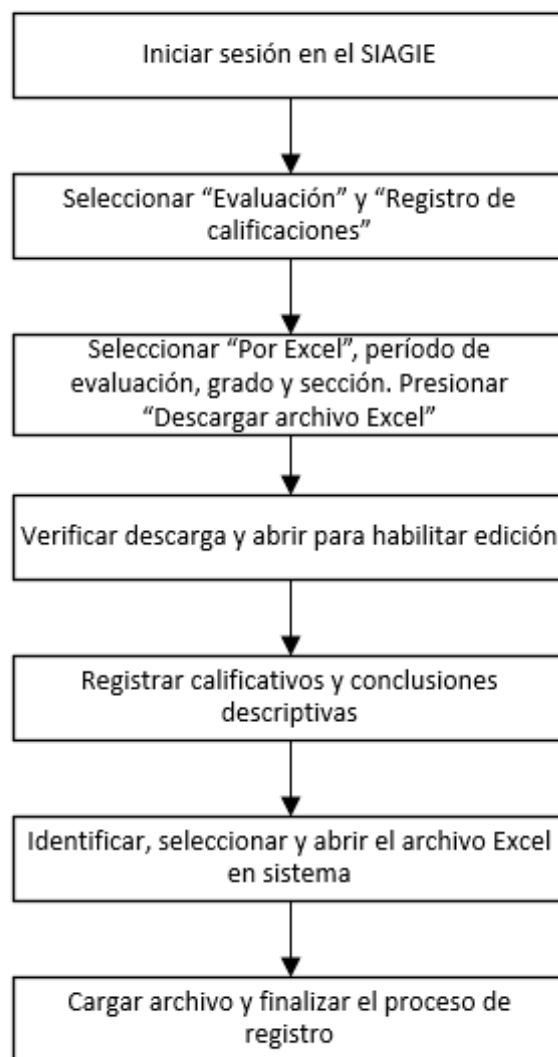 Iniciar sesión en el SIAGIE
Seleccionar “Evaluación” y “Registro de
calificaciones”
Seleccionar “Por Excel”, período de
evaluación, grado y sección. Presionar
“Descargar archivo Excel”
Verificar descarga y abrir para habilitar edición
Registrar calificativos y conclusiones
descriptivas
Identificar, seleccionar y abrir el archivo Excel
en sistema
Cargar archivo y finalizar el proceso de
registro